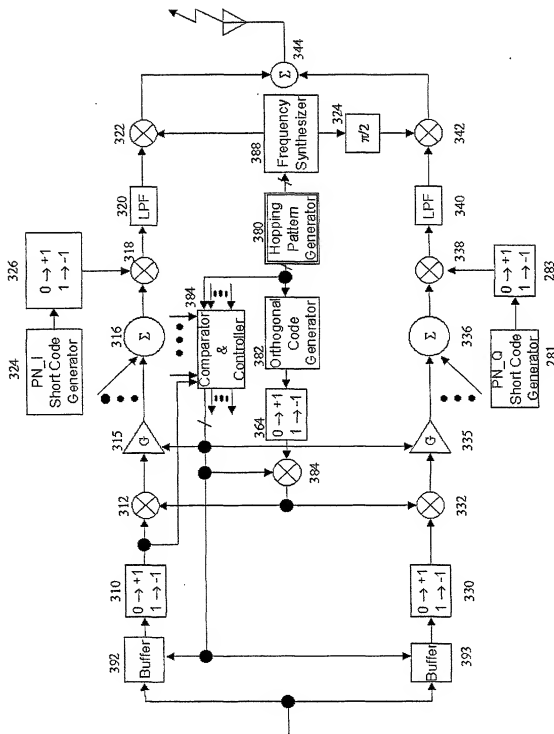 344
Σ
322
320
LPF
318
326
0 → +1
1 → -1
324
PN_I
Short Code
Generator
316
Σ
315
G
312
310
0 → +1
1 → -1
392
Buffer
324
π/2
388
Frequency
Synthesizer
380
Hopping
Pattern
Generator
384
Comparator
&
Controller
382
Orthogonal
Code
Generator
364
0 → +1
1 → -1
384
342
LPF
340
338
0 → +1
1 → -1
283
PN_Q
Short Code
Generator
281
Σ
336
G
335
332
0 → +1
1 → -1
330
Buffer
393